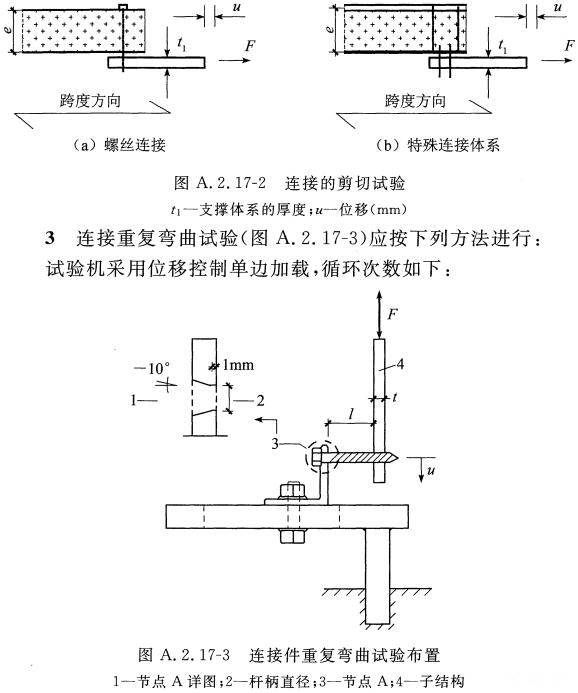 e
t₁
u
F
跨度方向
(a) 螺丝连接
e
t₁
u
F
跨度方向
(b) 特殊连接体系
图 A.2.17-2 连接的剪切试验
t₁—支撑体系的厚度;u—位移(mm)
3 连接重复弯曲试验(图 A.2.17-3)应按下列方法进行:
试验机采用位移控制单边加载,循环次数如下:
F
1mm
-10°
4
1
2
t
l
3
u
图 A.2.17-3 连接件重复弯曲试验布置
1—节点 A 详图;2—杆柄直径;3—节点 A;4—子结构